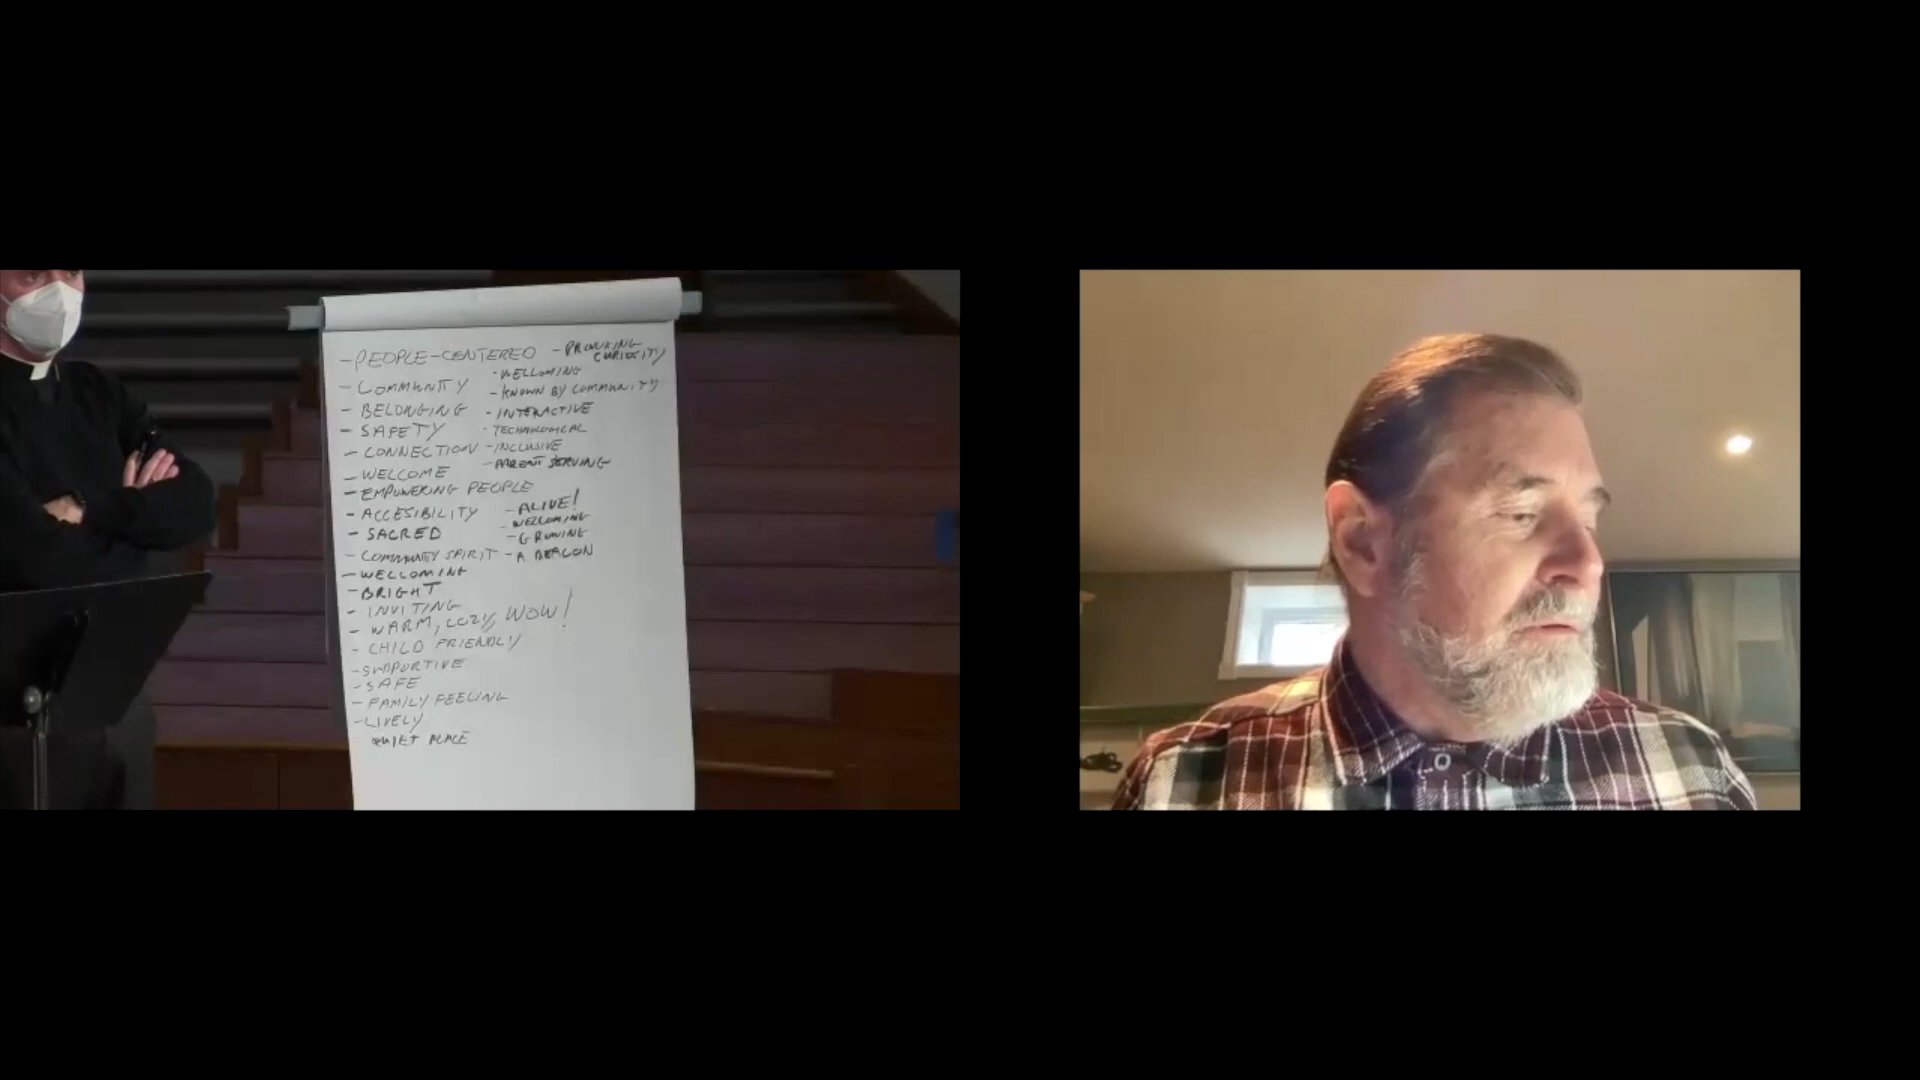 - PEOPLE-CENTERED
- COMMUNITY
- BELONGING
- SAFETY
- CONNECTION
- WELCOME
- EMPOWERING PEOPLE
- ACCESIBILITY
- SACRED
- COMMUNITY SPIRIT
- WELCOMING
- BRIGHT
- INVITING
- WARM, COZY, WOW!
- CHILD FRIENDLY
- SUPPORTIVE
- SAFE
- FAMILY FEELING
- LIVELY
QUIET PLACE
- PROVOKING
CURIOSITY
- WELCOMING
- KNOWN BY COMMUNITY
- INTERACTIVE
- TECHNOLOGICAL
- INCLUSIVE
- PARENT SERVING
- ALIVE!
- WELCOMING
- GROWING
- A BEACON